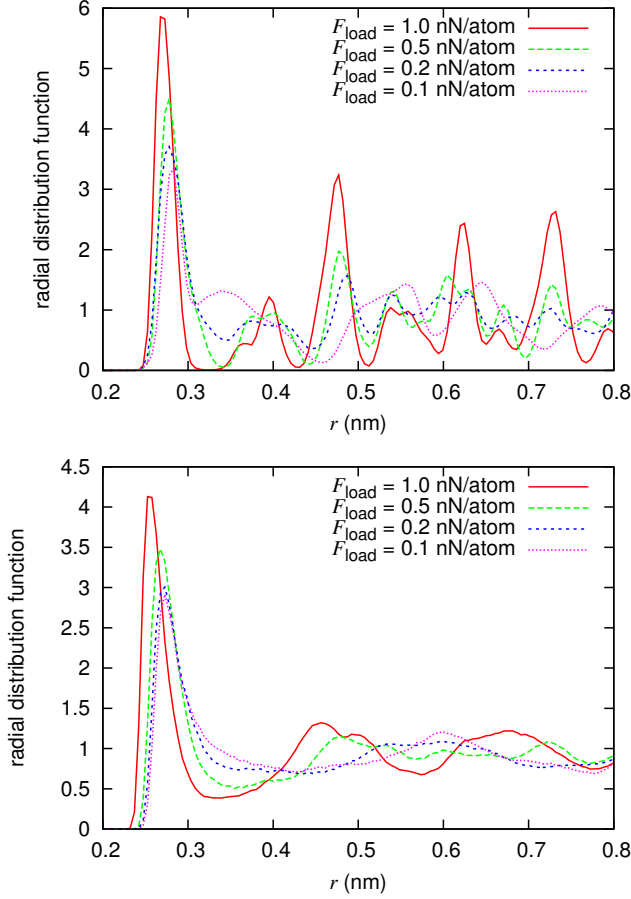 6
5
4
3
2
1
0
radial distribution function
F_load = 1.0 nN/atom
F_load = 0.5 nN/atom
F_load = 0.2 nN/atom
F_load = 0.1 nN/atom
0.2 0.3 0.4 0.5 0.6 0.7 0.8
r (nm)
4.5
4
3.5
3
2.5
2
1.5
1
0.5
0
radial distribution function
F_load = 1.0 nN/atom
F_load = 0.5 nN/atom
F_load = 0.2 nN/atom
F_load = 0.1 nN/atom
0.2 0.3 0.4 0.5 0.6 0.7 0.8
r (nm)